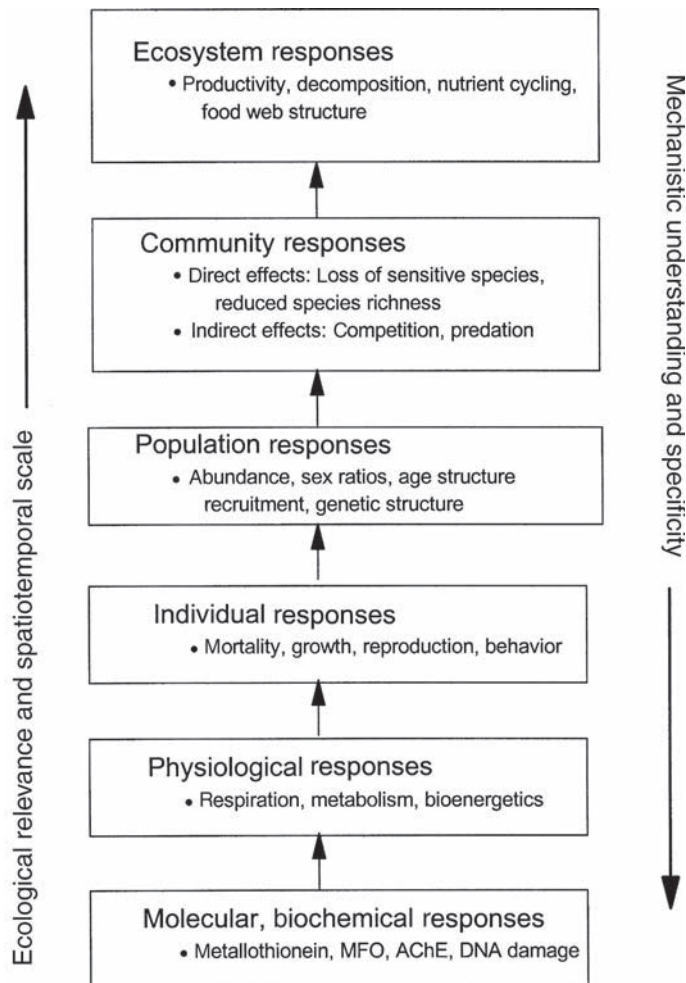 Ecosystem responses
• Productivity, decomposition, nutrient cycling,
food web structure
Community responses
• Direct effects: Loss of sensitive species,
reduced species richness
• Indirect effects: Competition, predation
Population responses
• Abundance, sex ratios, age structure
recruitment, genetic structure
Individual responses
• Mortality, growth, reproduction, behavior
Physiological responses
• Respiration, metabolism, bioenergetics
Molecular, biochemical responses
• Metallothionein, MFO, AChE, DNA damage
Ecological relevance and spatiotemporal scale
Mechanistic understanding and specificity